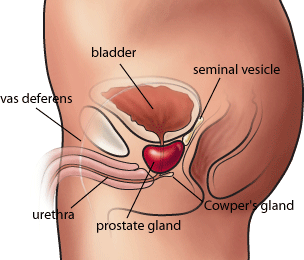 bladder
seminal vesicle
vas deferens
urethra
prostate gland
Cowper's gland